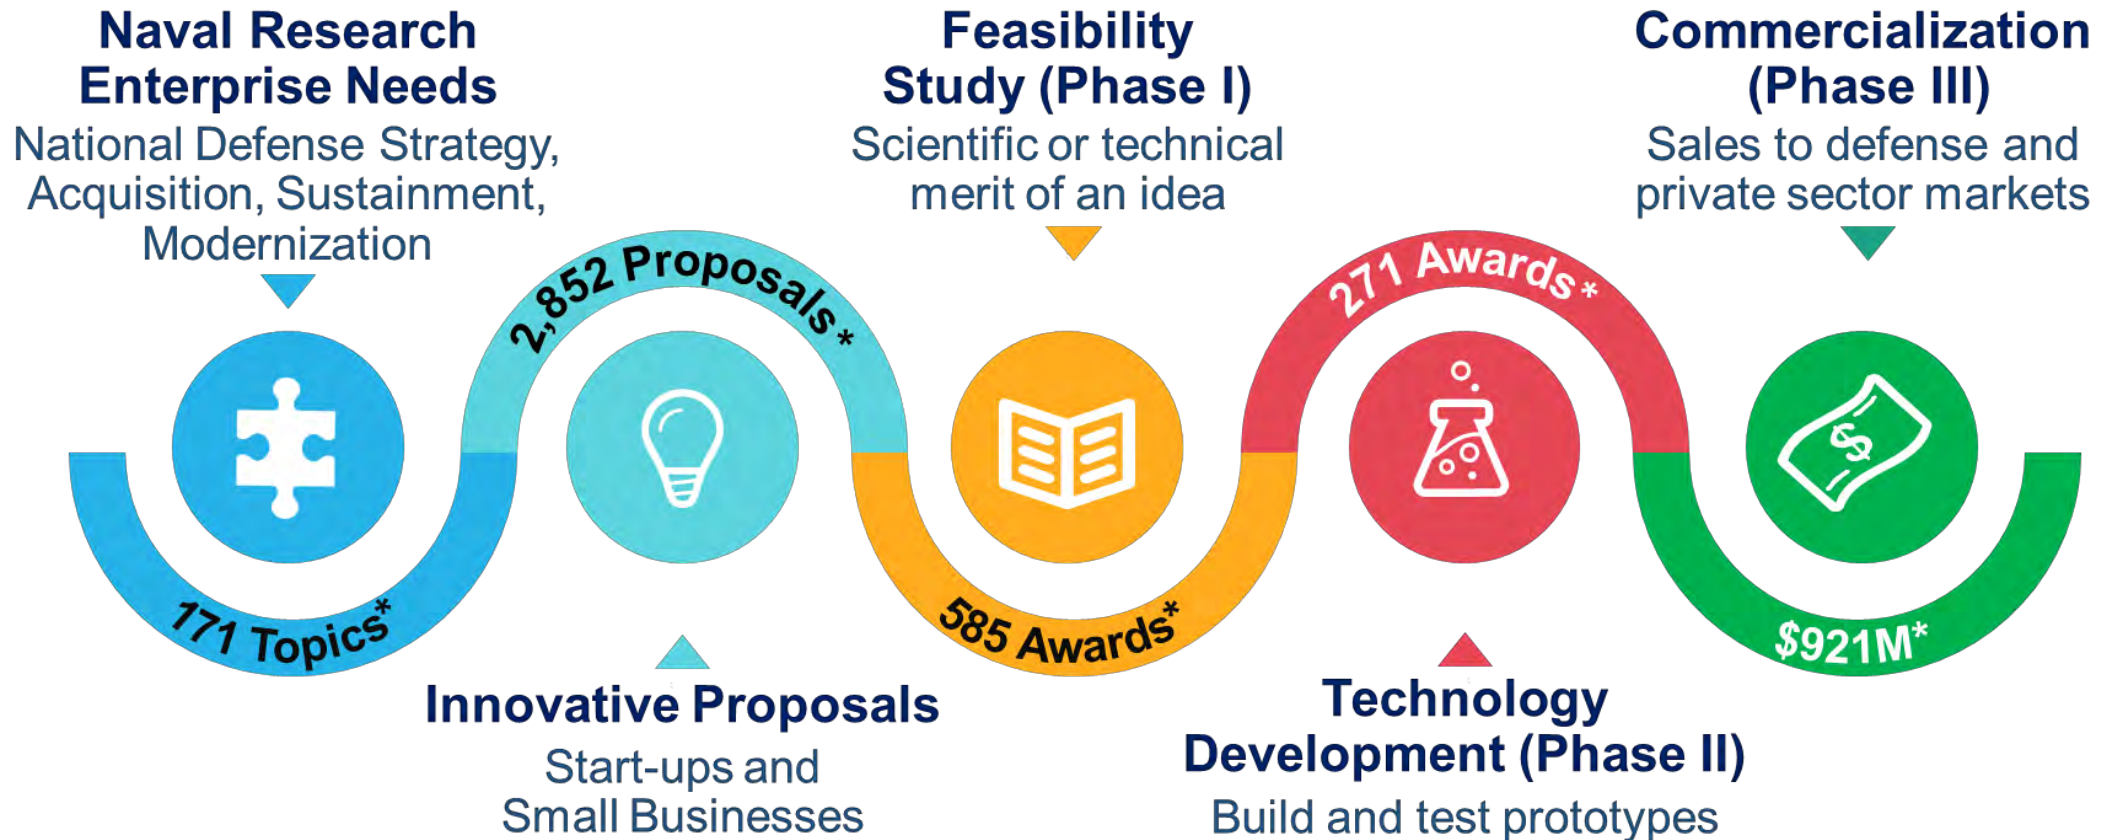 Naval Research
Enterprise Needs
National Defense Strategy,
Acquisition, Sustainment,
Modernization
171 Topics*
2,852 Proposals*
Innovative Proposals
Start-ups and
Small Businesses
Feasibility
Study (Phase I)
Scientific or technical
merit of an idea
585 Awards*
271 Awards*
Technology
Development (Phase II)
Build and test prototypes
Commercialization
(Phase III)
Sales to defense and
private sector markets
$
$921M*